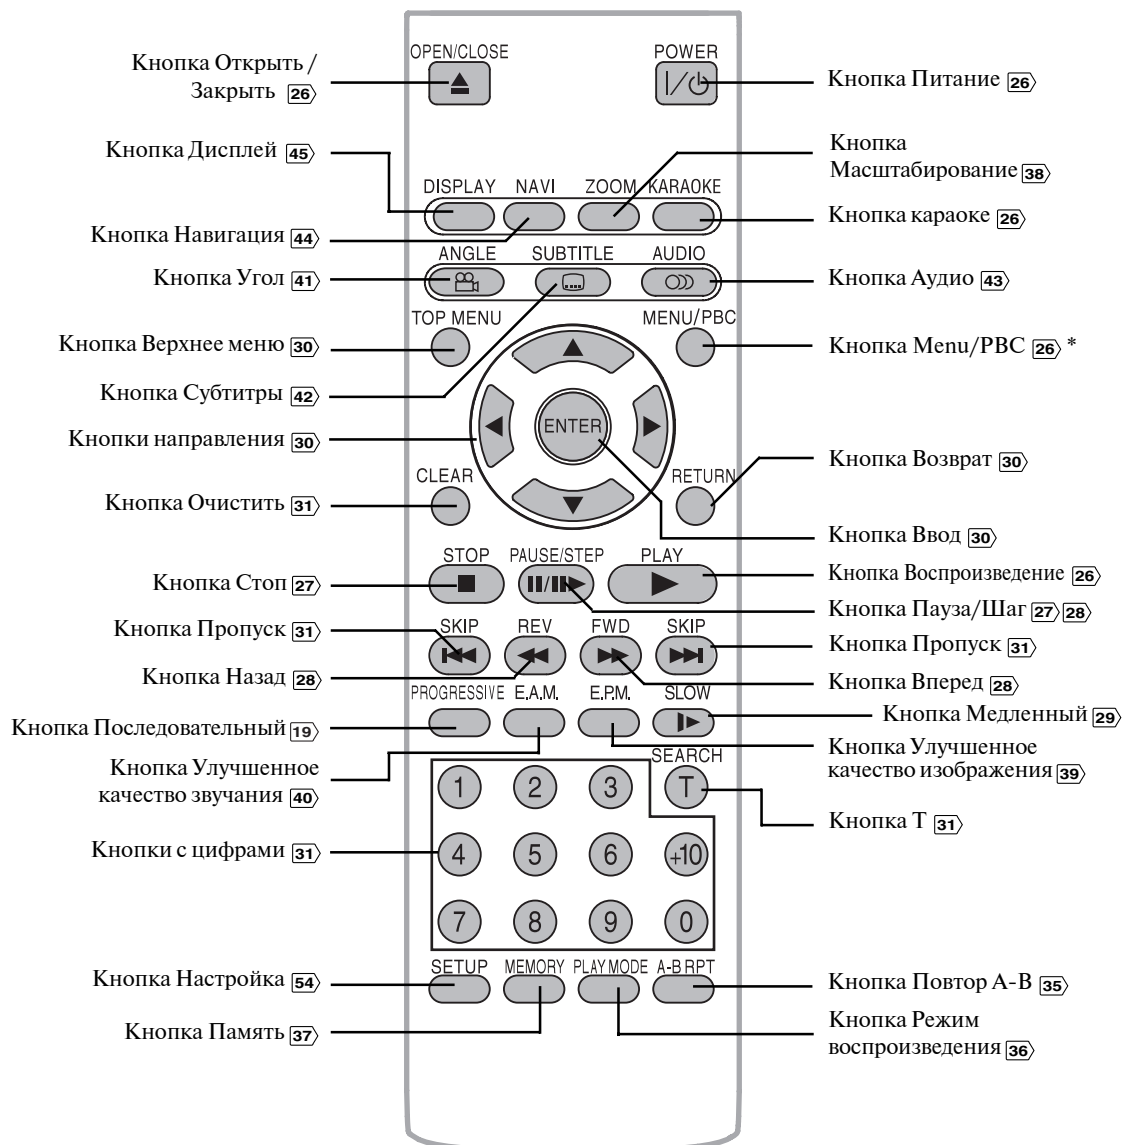 OPEN/CLOSE
POWER
Кнопка Открыть /
Закрыть 26
Кнопка Питание 26
Кнопка Дисплей 45
Кнопка
Масштабирование 38
DISPLAY NAVI ZOOM KARAOKE
Кнопка Навигация 44
Кнопка караоке 26
ANGLE SUBTITLE AUDIO
Кнопка Угол 41
Кнопка Аудио 43
TOP MENU MENU/PBC
Кнопка Верхнее меню 30
Кнопка Menu/PBC 26 *
Кнопка Субтитры 42
Кнопки направления 30
ENTER
Кнопка Возврат 30
CLEAR RETURN
Кнопка Очистить 31
Кнопка Ввод 30
STOP PAUSE/STEP PLAY
Кнопка Стоп 27
Кнопка Воспроизведение 26
Кнопка Пауза/Шаг 27 28
SKIP REV FWD SKIP
Кнопка Пропуск 31
Кнопка Пропуск 31
Кнопка Назад 28
Кнопка Вперед 28
PROGRESSIVE E.A.M. E.P.M. SLOW
Кнопка Последовательный 19
Кнопка Медленный 29
Кнопка Улучшенное
качество звучания 40
Кнопка Улучшенное
качество изображения 39
SEARCH
1 2 3 T
Кнопка T 31
Кнопки с цифрами 31
4 5 6 +10
7 8 9 0
SETUP MEMORY PLAY MODE A-B RPT
Кнопка Настройка 54
Кнопка Повтор A-B 35
Кнопка Память 37
Кнопка Режим
воспроизведения 36